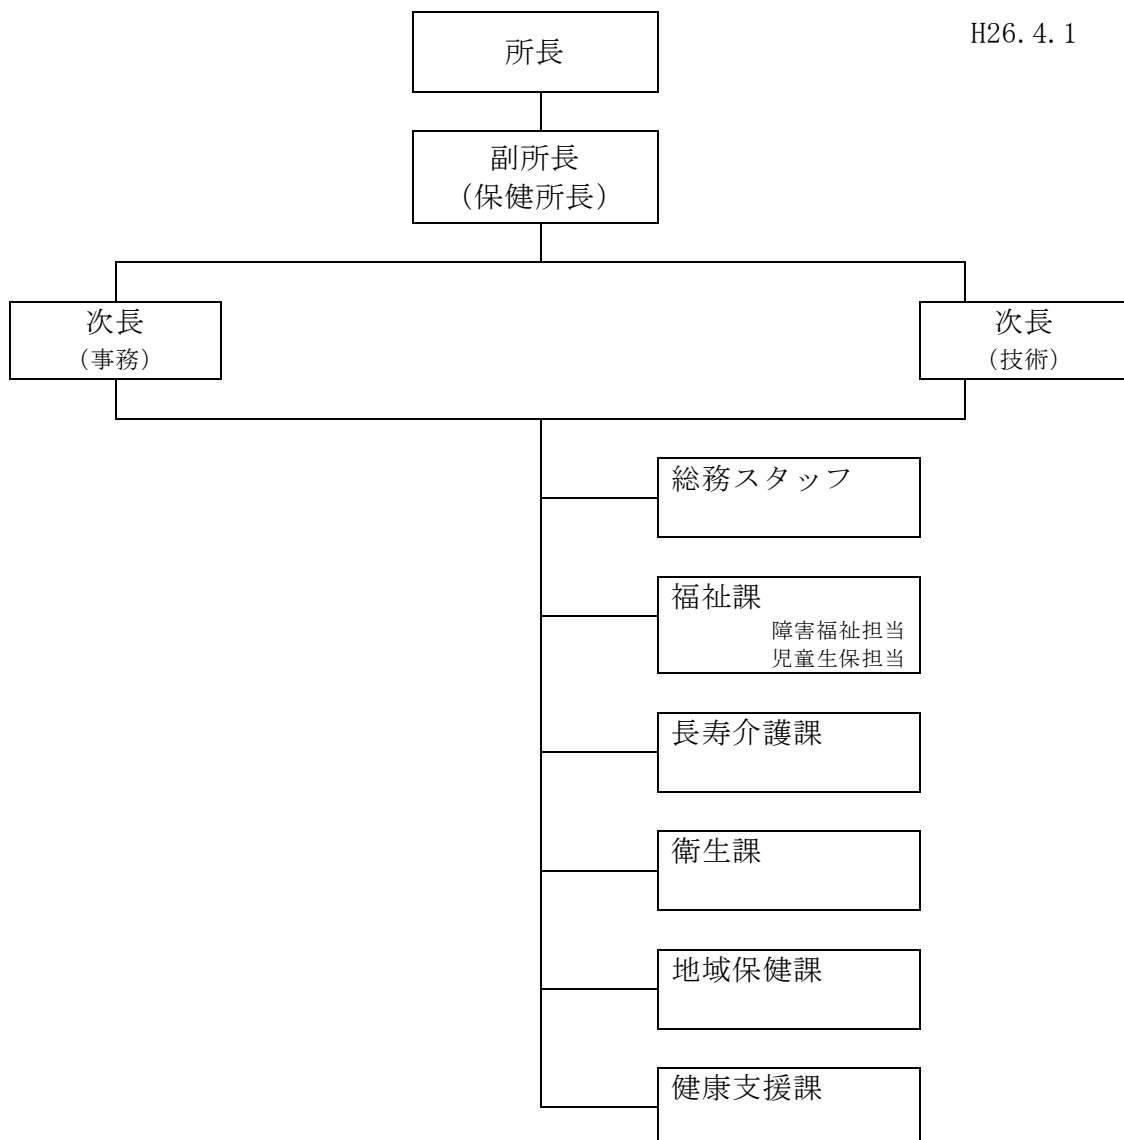 H26.4.1
所長
副所長
(保健所長)
次長
(事務)
次長
(技術)
総務スタッフ
福祉課
障害福祉担当
児童生保担当
長寿介護課
衛生課
地域保健課
健康支援課